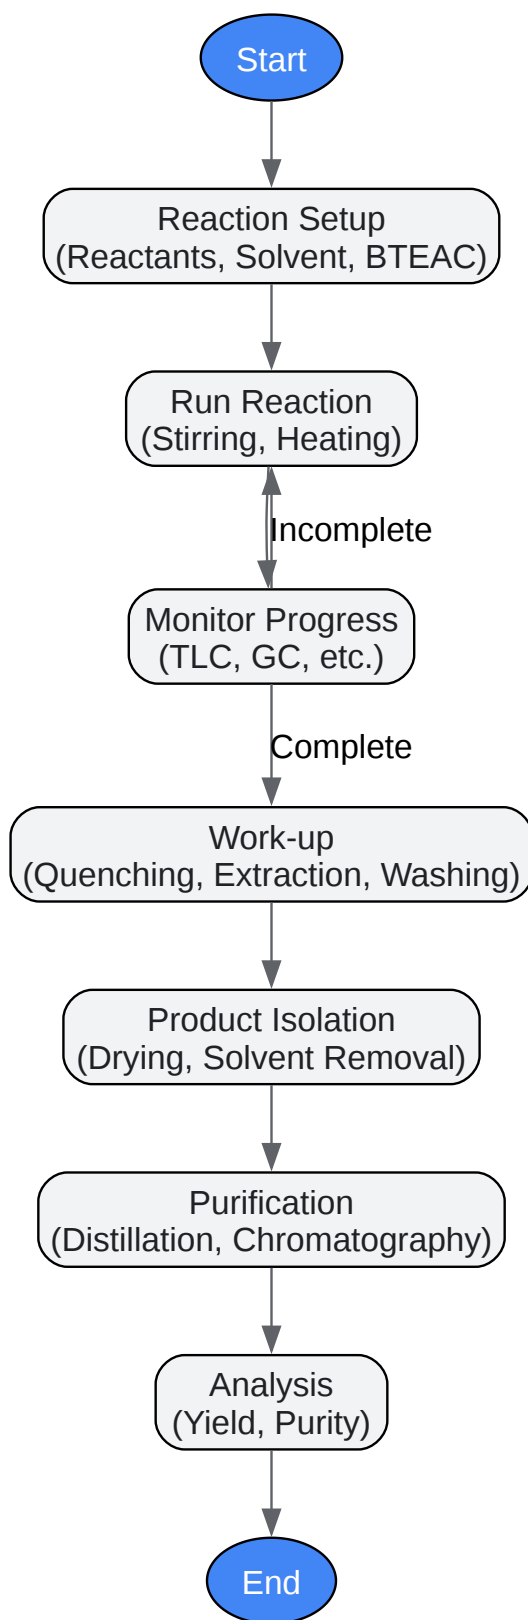 Start
Reaction Setup
(Reactants, Solvent, BTEAC)
Run Reaction
(Stirring, Heating)
Incomplete
Monitor Progress
(TLC, GC, etc.)
Complete
Work-up
(Quenching, Extraction, Washing)
Product Isolation
(Drying, Solvent Removal)
Purification
(Distillation, Chromatography)
Analysis
(Yield, Purity)
End